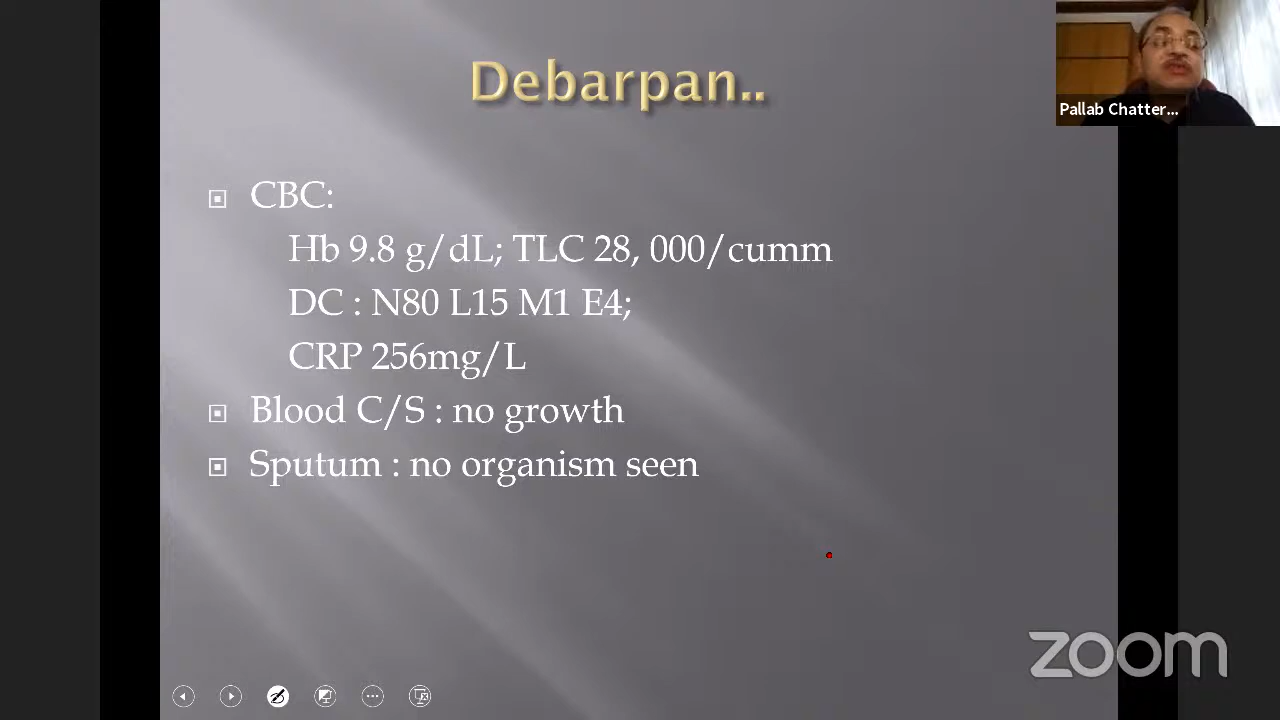 Debarpan..
Pallab Chatter...
CBC:
Hb 9.8 g/dL; TLC 28, 000/cumm
DC : N80 L15 M1 E4;
CRP 256mg/L
Blood C/S : no growth
Sputum : no organism seen
zoom